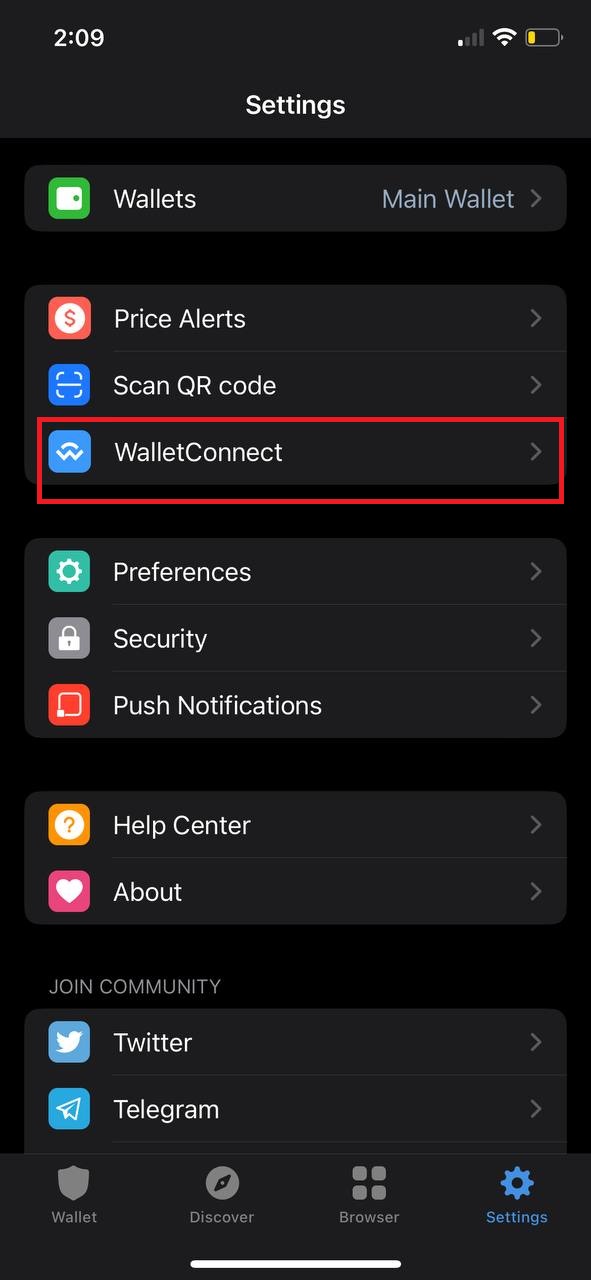 2:09
Settings
Wallets Main Wallet
Price Alerts
Scan QR code
WalletConnect
Preferences
Security
Push Notifications
Help Center
About
JOIN COMMUNITY
Twitter
Telegram
Wallet Discover Browser Settings